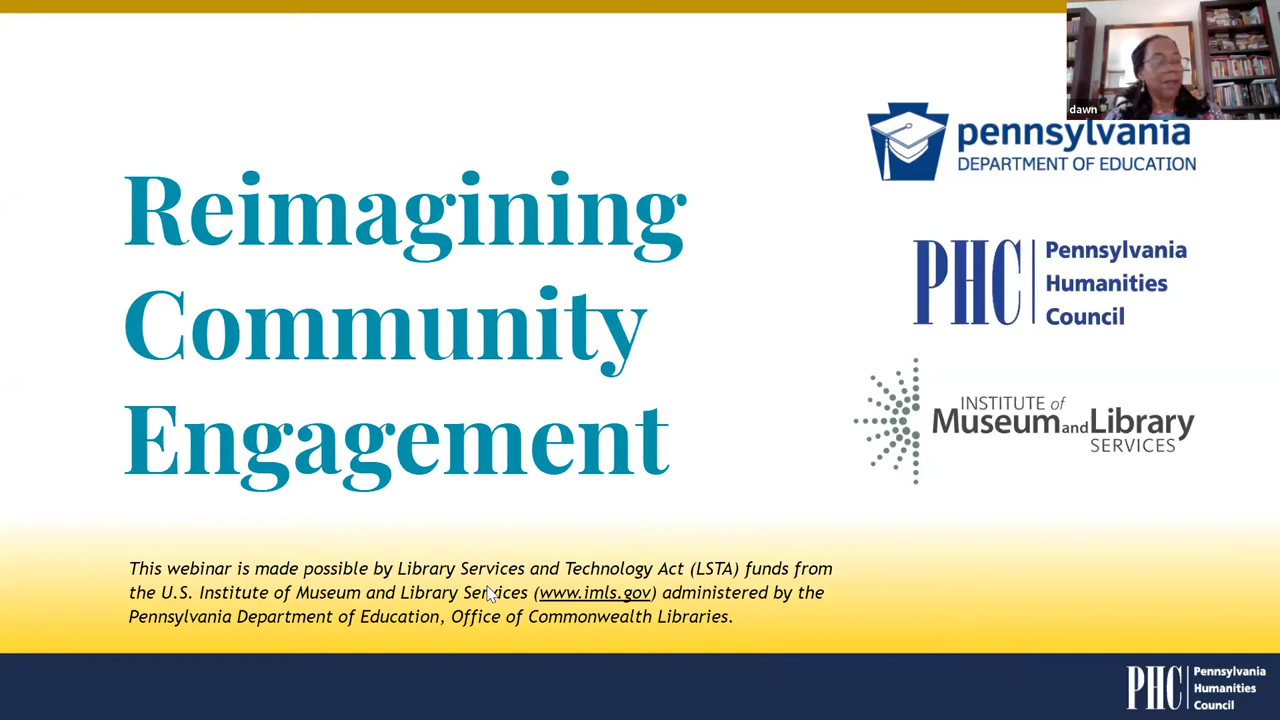 dawn
pennsylvania
DEPARTMENT OF EDUCATION
Reimagining
Community
Engagement
PHC
Pennsylvania
Humanities
Council
INSTITUTE of
Museum and Library
SERVICES
This webinar is made possible by Library Services and Technology Act (LSTA) funds from
the U.S. Institute of Museum and Library Services (www.imls.gov) administered by the
Pennsylvania Department of Education, Office of Commonwealth Libraries.
PHC
Pennsylvania
Humanities
Council